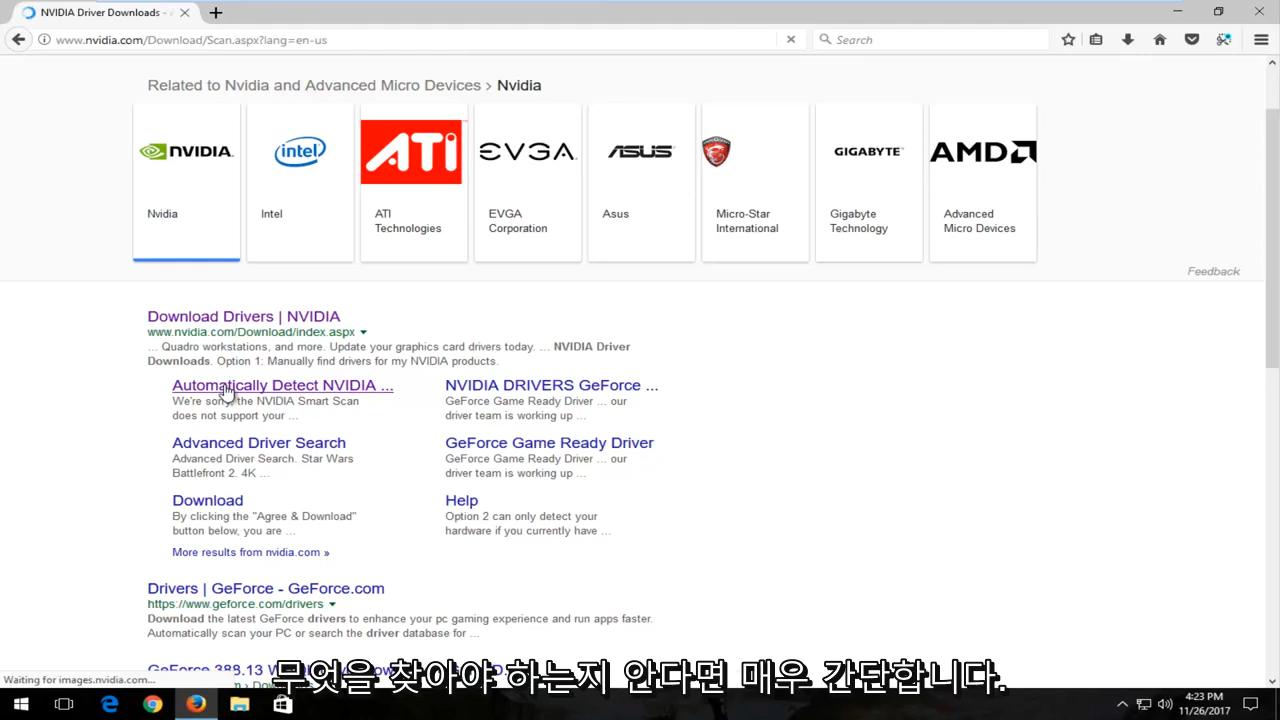 NVIDIA Driver Downloads -
www.nvidia.com/Download/Scan.aspx?lang=en-us
Search
Related to Nvidia and Advanced Micro Devices › Nvidia
NVIDIA.
intel
ATI
EVGA.
ASUS
GIGABYTE™
AMD
Nvidia
Intel
ATI
Technologies
EVGA
Corporation
Asus
Micro-Star
International
Gigabyte
Technology
Advanced
Micro Devices
Feedback
Download Drivers | NVIDIA
www.nvidia.com/Download/index.aspx
... Quadro workstations, and more. Update your graphics card drivers today. ... NVIDIA Driver
Downloads. Option 1: Manually find drivers for my NVIDIA products.
Automatically Detect NVIDIA ...
We're sorry, the NVIDIA Smart Scan
does not support your ...
NVIDIA DRIVERS GeForce ...
GeForce Game Ready Driver ... our
driver team is working up ...
Advanced Driver Search
Advanced Driver Search. Star Wars
Battlefront 2. 4K ...
GeForce Game Ready Driver
GeForce Game Ready Driver ... our
driver team is working up ...
Download
By clicking the "Agree & Download"
button below, you are ...
Help
Option 2 can only detect your
hardware if you currently have ...
More results from nvidia.com »
Drivers | GeForce - GeForce.com
https://www.geforce.com/drivers
Download the latest GeForce drivers to enhance your pc gaming experience and run apps faster.
Automatically scan your PC or search the driver database for ...
GeForce 388.13
무엇을 찾아야 하는지 안다면 매우 간단합니다.
Waiting for images.nvidia.com...
4:23 PM
11/26/2017